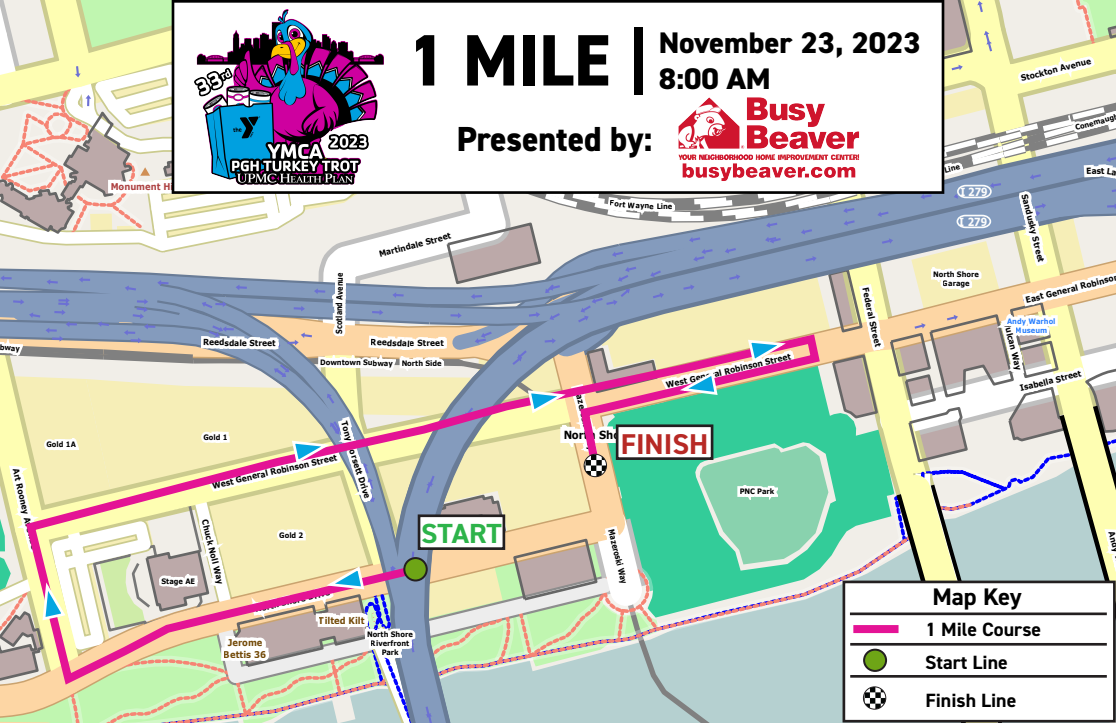 33rd
the Y
YMCA 2023
PGH TURKEY TROT
UPMC HEALTH PLAN
1 MILE
November 23, 2023
8:00 AM
Presented by:
Busy
Beaver
YOUR NEIGHBORHOOD HOME IMPROVEMENT CENTER!
busybeaver.com
Stockton Avenue
Conemaugh
Line
East La
Monument H
I 279
I 279
Fort Wayne Line
Sandusky Street
Martindale Street
North Shore
Garage
Scotland Avenue
Federal Street
East General Robinson
Andy Warhol
Museum
Reedsdale Street
Reedsdale Street
Downtown Subway
North Side
Isabella Street
West General Robinson Street
Gold 1A
Gold 1
Tony Dorsett Drive
North Sho
FINISH
West General Robinson Street
Art Rooney Ave
PNC Park
START
Gold 2
Chuck Noll Way
Mazeroski Way
Stage AE
Tilted Kilt
Jerome
Bettis 36
North Shore
Riverfront
Park
Andy
Map Key
1 Mile Course
Start Line
Finish Line